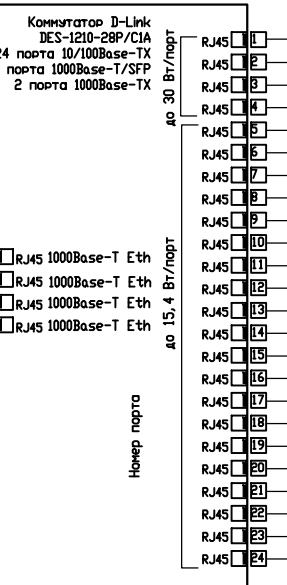 Коммутатор D-Link
DES-1210-28P/C1A
24 порта 10/100Base-TX
порта 1000Base-T/SFP
2 порта 1000Base-TX
до 30 Вт/порт
RJ45 1
RJ45 2
RJ45 3
RJ45 4
до 15,4 Вт/порт
RJ45 5
RJ45 6
RJ45 7
RJ45 8
RJ45 9
RJ45 10
RJ45 11
RJ45 12
RJ45 13
RJ45 14
RJ45 15
RJ45 16
RJ45 17
RJ45 18
RJ45 19
RJ45 20
RJ45 21
RJ45 22
RJ45 23
RJ45 24
RJ45 1000Base-T Eth
RJ45 1000Base-T Eth
RJ45 1000Base-T Eth
RJ45 1000Base-T Eth
Номер порта